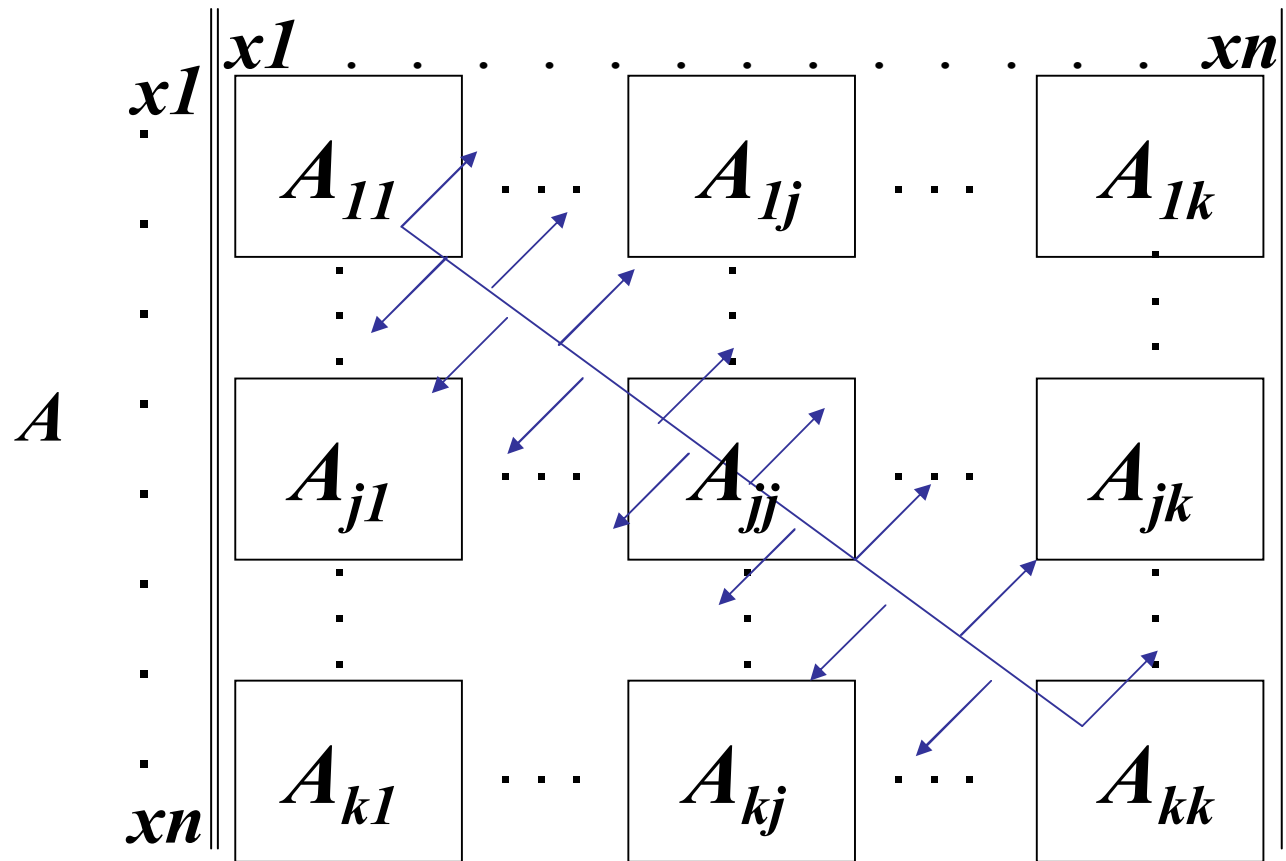 x1 . . . . . . . . . . . . . xn
x1
A11 . . . A1j . . . A1k
A
Aj1 . . . Ajj . . . Ajk
Ak1 . . . Akj . . . Akk
xn